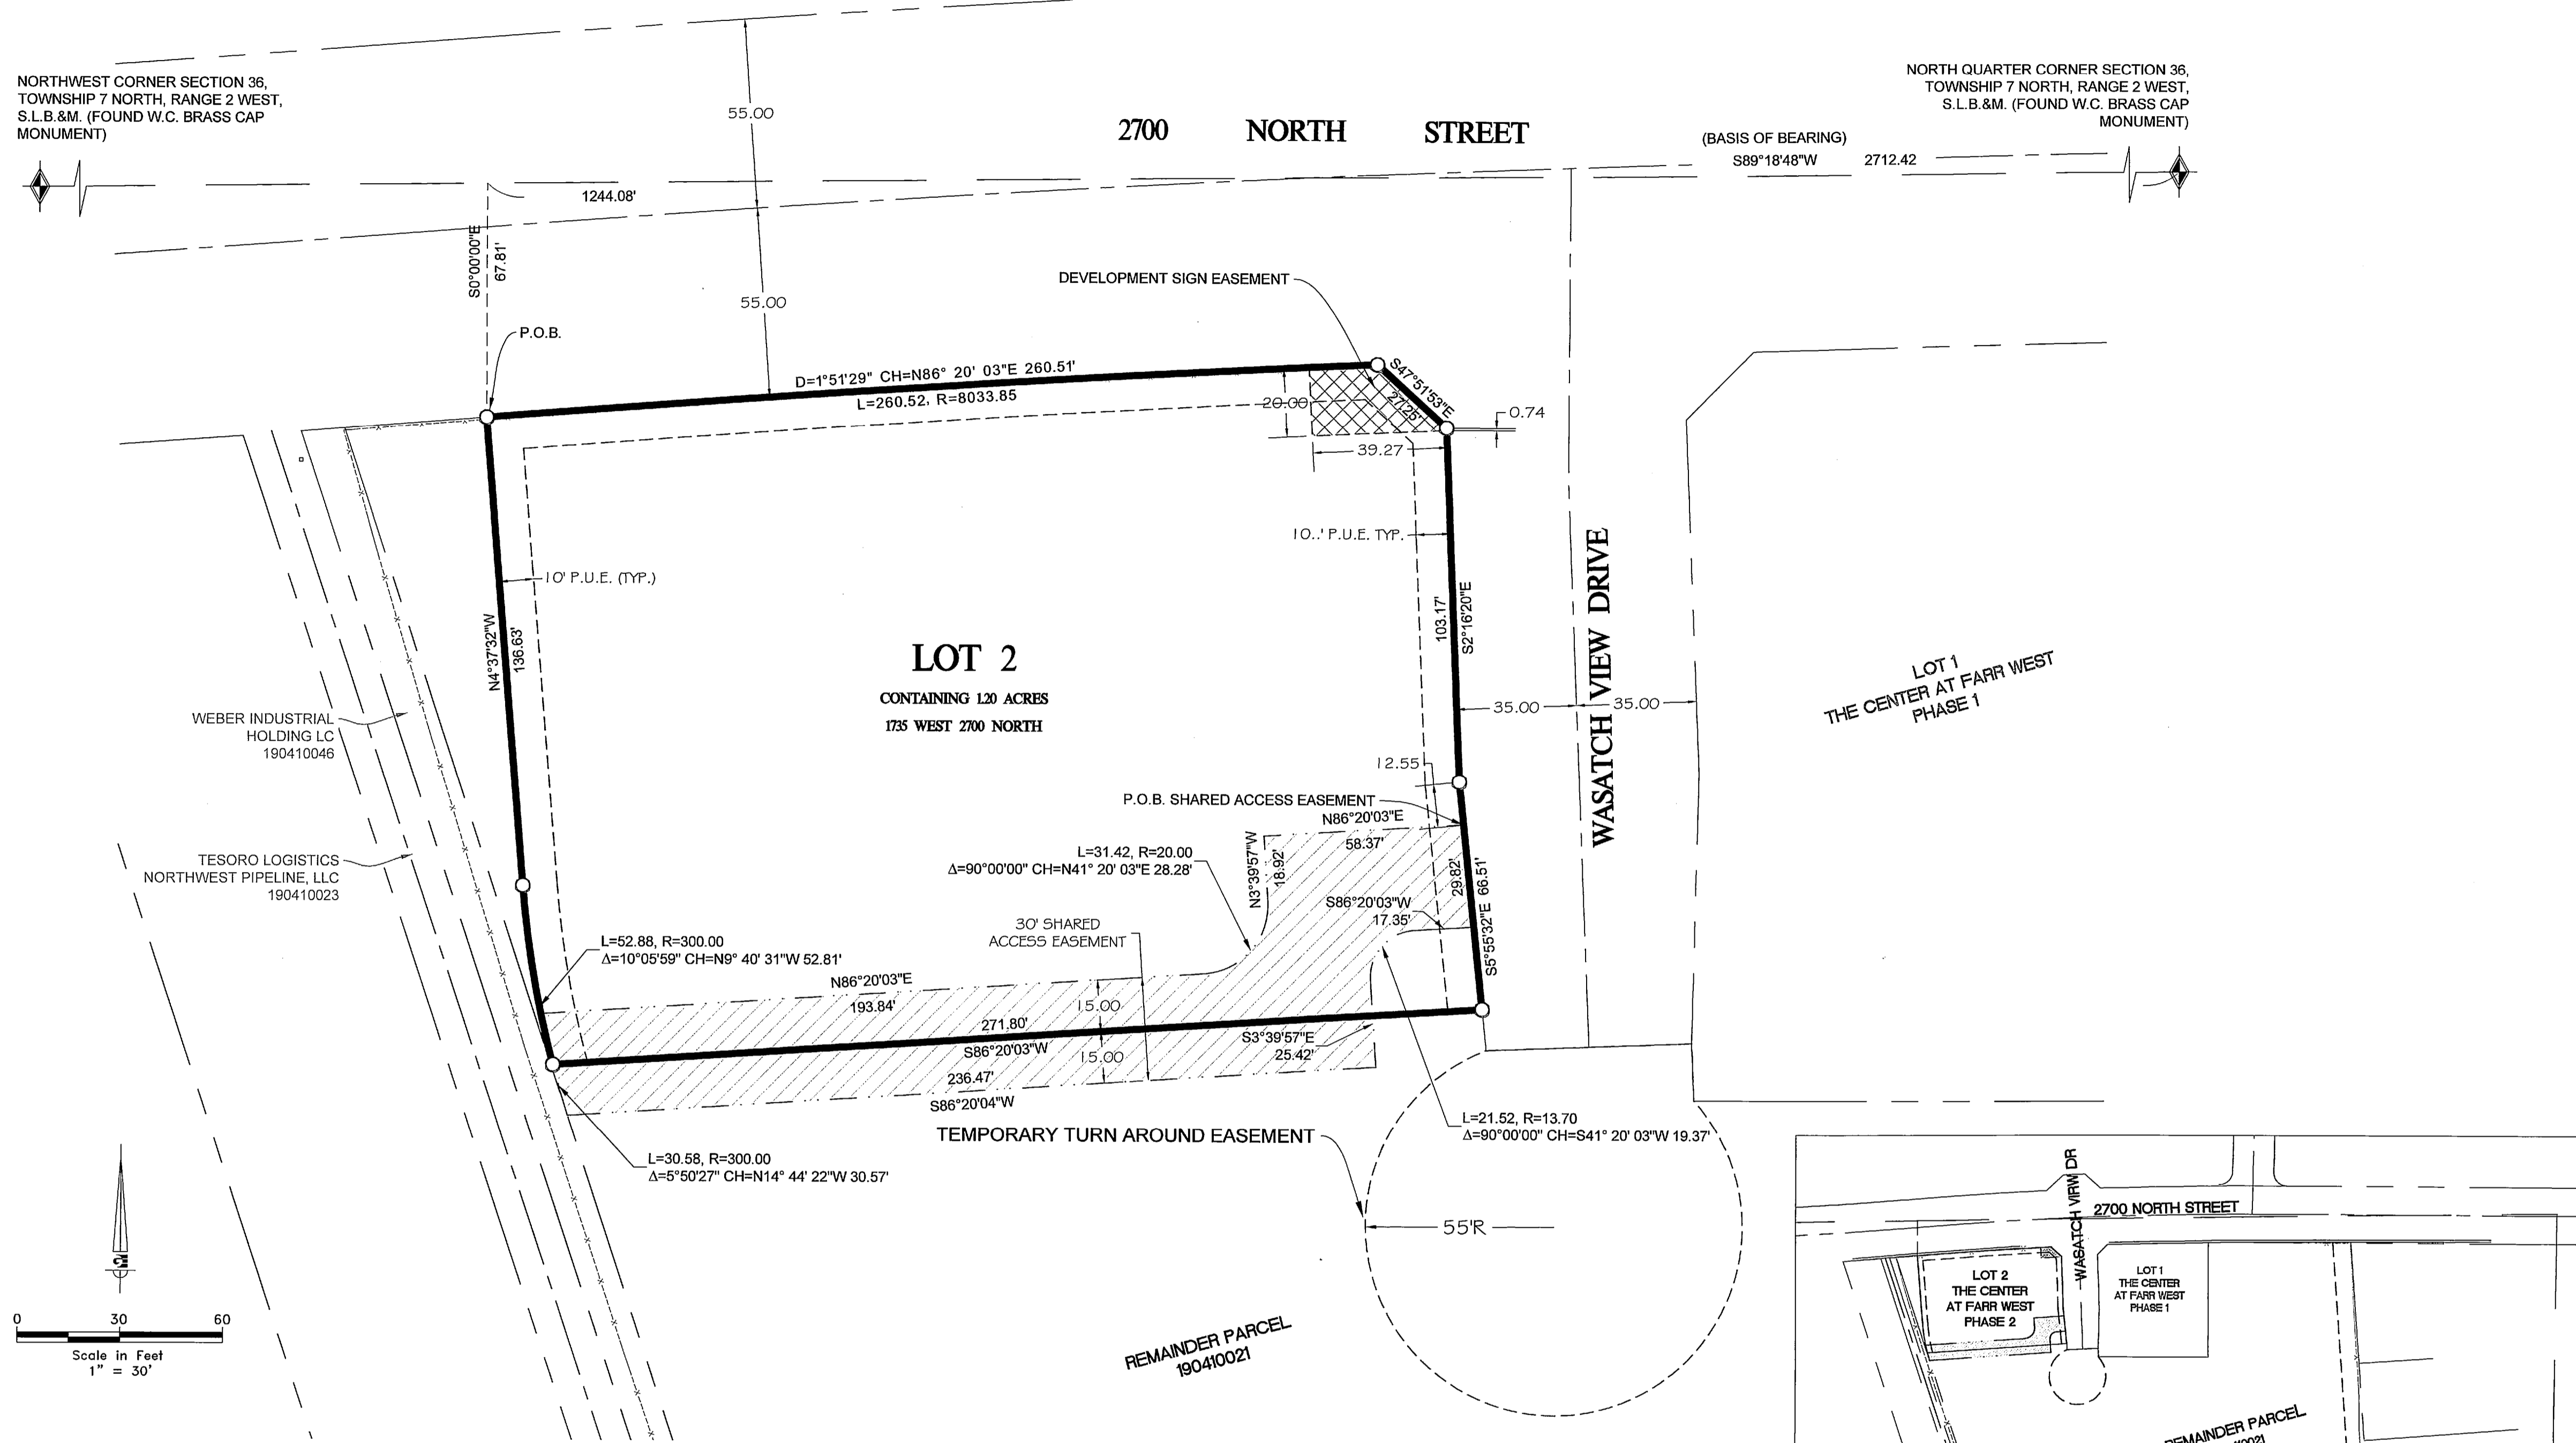 NORTHWEST CORNER SECTION 36,
TOWNSHIP 7 NORTH, RANGE 2 WEST,
S.L.B.&M. (FOUND W.C. BRASS CAP
MONUMENT)
NORTH QUARTER CORNER SECTION 36,
TOWNSHIP 7 NORTH, RANGE 2 WEST,
S.L.B.&M. (FOUND W.C. BRASS CAP
MONUMENT)
55.00
2700 NORTH STREET
(BASIS OF BEARING)
S89°18'48"W 2712.42
1244.08'
S0°00'00"E
67.81'
55.00
DEVELOPMENT SIGN EASEMENT
P.O.B.
D=1°51'29" CH=N86° 20' 03"E 260.51'
L=260.52, R=8033.85
S47°51'53"E
27.25'
20.00
0.74
39.27
10..' P.U.E. TYP.
10' P.U.E. (TYP.)
N4°37'32"W
136.63'
103.17'
S2°16'20"E
LOT 2
CONTAINING 1.20 ACRES
1735 WEST 2700 NORTH
WASATCH VIEW DRIVE
35.00
35.00
LOT 1
THE CENTER AT FARR WEST
PHASE 1
WEBER INDUSTRIAL
HOLDING LC
190410046
12.55
P.O.B. SHARED ACCESS EASEMENT
N86°20'03"E
58.37'
TESORO LOGISTICS
NORTHWEST PIPELINE, LLC
190410023
L=31.42, R=20.00
Δ=90°00'00" CH=N41° 20' 03"E 28.28'
N3°39'57"W
18.92'
29.82'
S5°55'32"E 66.51'
S86°20'03"W
17.35'
30' SHARED
ACCESS EASEMENT
L=52.88, R=300.00
Δ=10°05'59" CH=N9° 40' 31"W 52.81'
N86°20'03"E
193.84'
15.00
271.80'
S86°20'03"W
15.00
S3°39'57"E
25.42'
236.47'
S86°20'04"W
L=21.52, R=13.70
Δ=90°00'00" CH=S41° 20' 03"W 19.37'
TEMPORARY TURN AROUND EASEMENT
L=30.58, R=300.00
Δ=5°50'27" CH=N14° 44' 22"W 30.57'
55'R
REMAINDER PARCEL
190410021
0 30 60
Scale in Feet
1" = 30'
WASATCH VIRW DR
2700 NORTH STREET
LOT 2
THE CENTER
AT FARR WEST
PHASE 2
LOT 1
THE CENTER
AT FARR WEST
PHASE 1
REMAINDER PARCEL